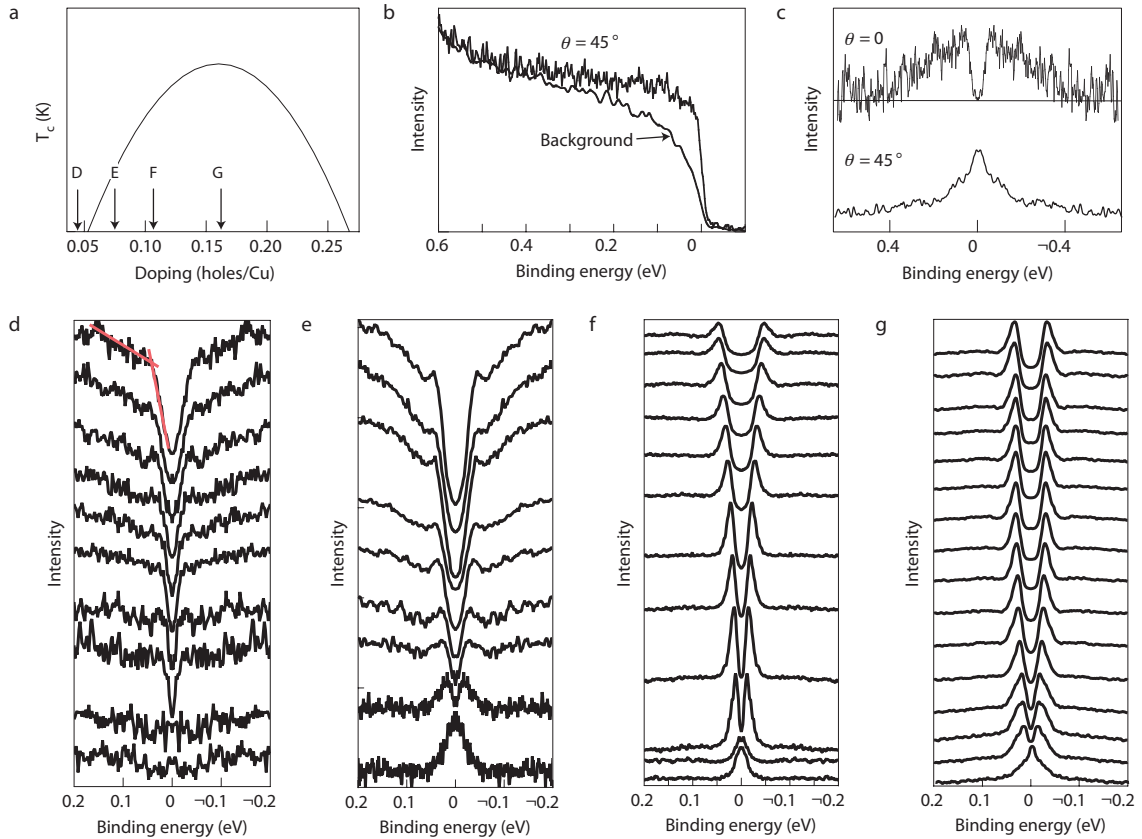 a
T_c (K)
D E F G
0.05 0.10 0.15 0.20 0.25
Doping (holes/Cu)
b
Intensity
θ = 45°
Background
0.6 0.4 0.2 0
Binding energy (eV)
c
Intensity
θ = 0
θ = 45°
0.4 0 ¬0.4
Binding energy (eV)
d
Intensity
0.2 0.1 0 ¬0.1 ¬0.2
Binding energy (eV)
e
Intensity
0.2 0.1 0 ¬0.1 ¬0.2
Binding energy (eV)
f
Intensity
0.2 0.1 0 ¬0.1 ¬0.2
Binding energy (eV)
g
Intensity
0.2 0.1 0 ¬0.1 ¬0.2
Binding energy (eV)